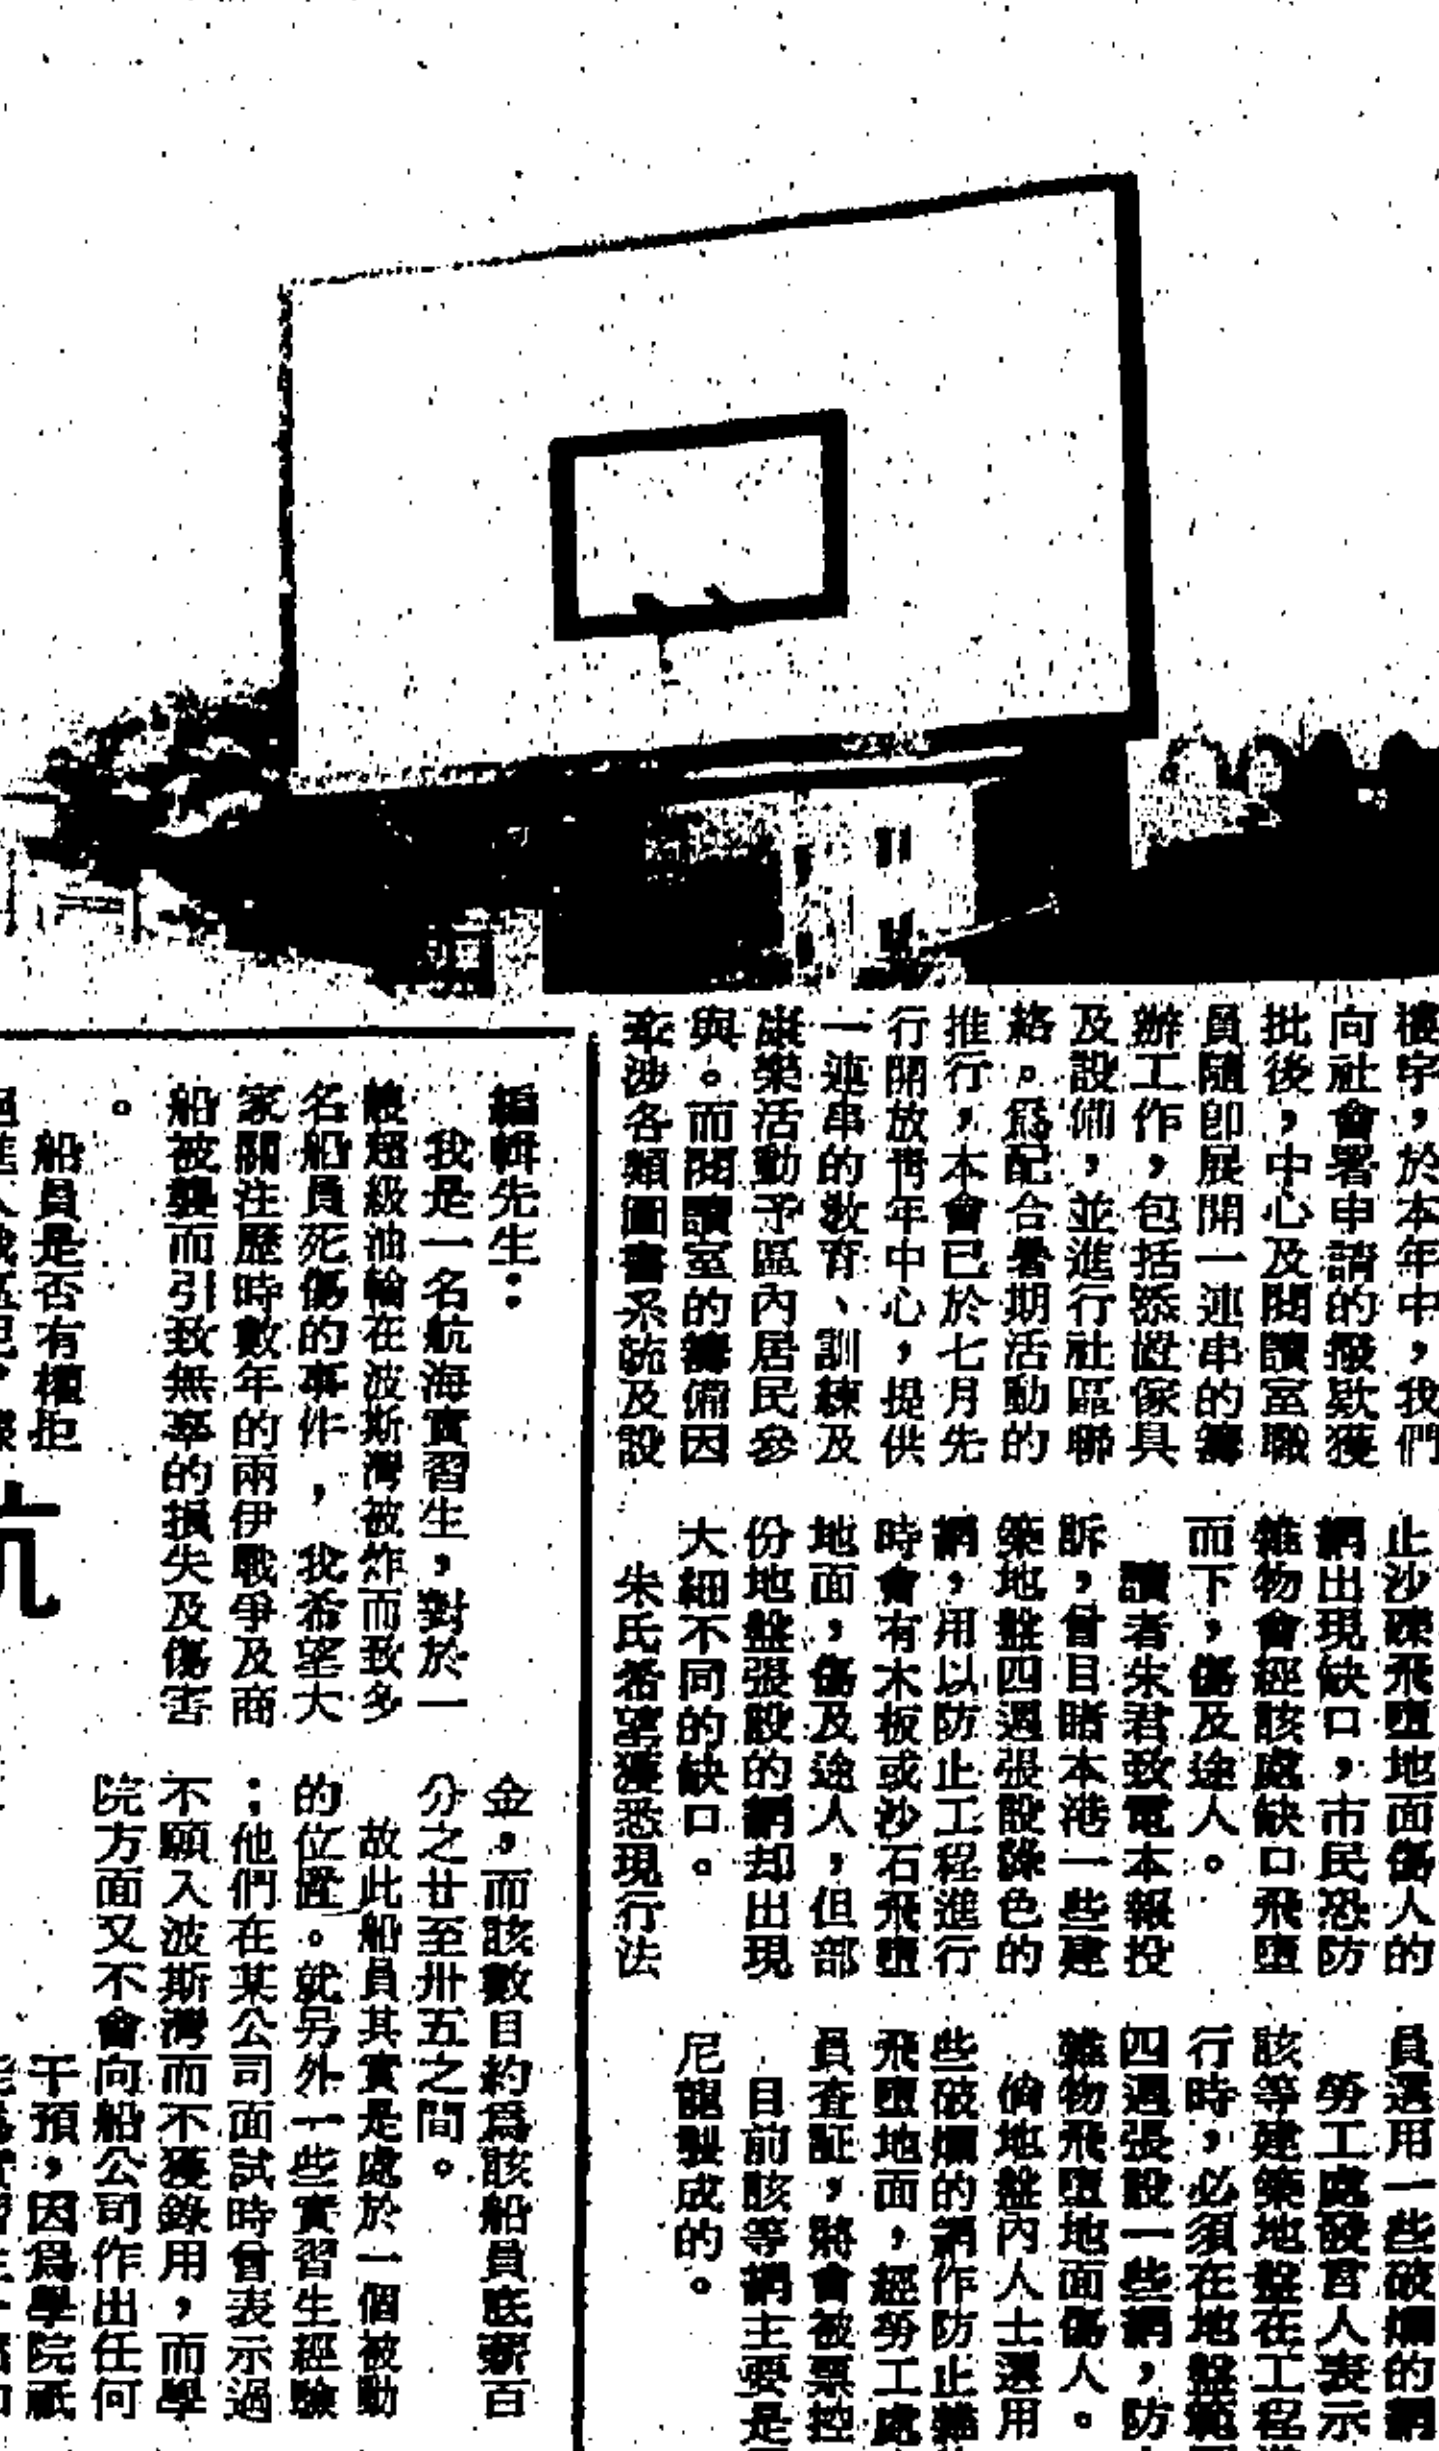 樓宇，於本年中，我們
向社會署申請的撥欵獲
批後，中心及閱讀室職
員隨即展開一連串的籌
辦工作，包括添置傢具
及設備，並進行社區聯
絡。爲配合暑期活動的
推行，本會已於七月先
行開放靑年中心，提供
一連串的敎育、訓練及
康樂活動予區內居民參
與。而閱讀室的籌備因
牽涉各類圖書系統及設
止沙礫飛墮地面傷人的
網出現缺口，市民恐防
雜物會經該處缺口飛墮
而下，傷及途人。
讀者朱君致電本報投
訴，曾目睹本港一些建
築地盤四週張設綠色的
網，用以防止工程進行
時會有木板或沙石飛墮
地面，傷及途人，但部
份地盤張設的網却出現
大細不同的缺口。
朱氏希望獲悉現行法
員選用一些破爛的網
勞工處發言人表示
該等建築地盤在工程
行時，必須在地盤範
四週張設一些網，防
雜物飛墮地面傷人。
倘地盤內人士選用
些破爛的網作防止雜
飛墮地面，經勞工處
員査証，將會被票控
目前該等網主要是
尼龍製成的。
編輯先生：
我是一名航海實習生，對於一
艘超級油輪在波斯灣被炸而致多
名船員死傷的事件，我希望大
家關注歷時數年的兩伊戰爭及商
船被襲而引致無辜的損失及傷害
。
船員是否有權拒
金，而該數目約爲該船員底薪百
分之廿至卅五之間。
故此船員其實是處於一個被動
的位置。就另外一些實習生經驗
；他們在某公司面試時曾表示過
不願入波斯灣而不獲錄用，而學
院方面又不會向船公司作出任何
干預，因爲學院祇